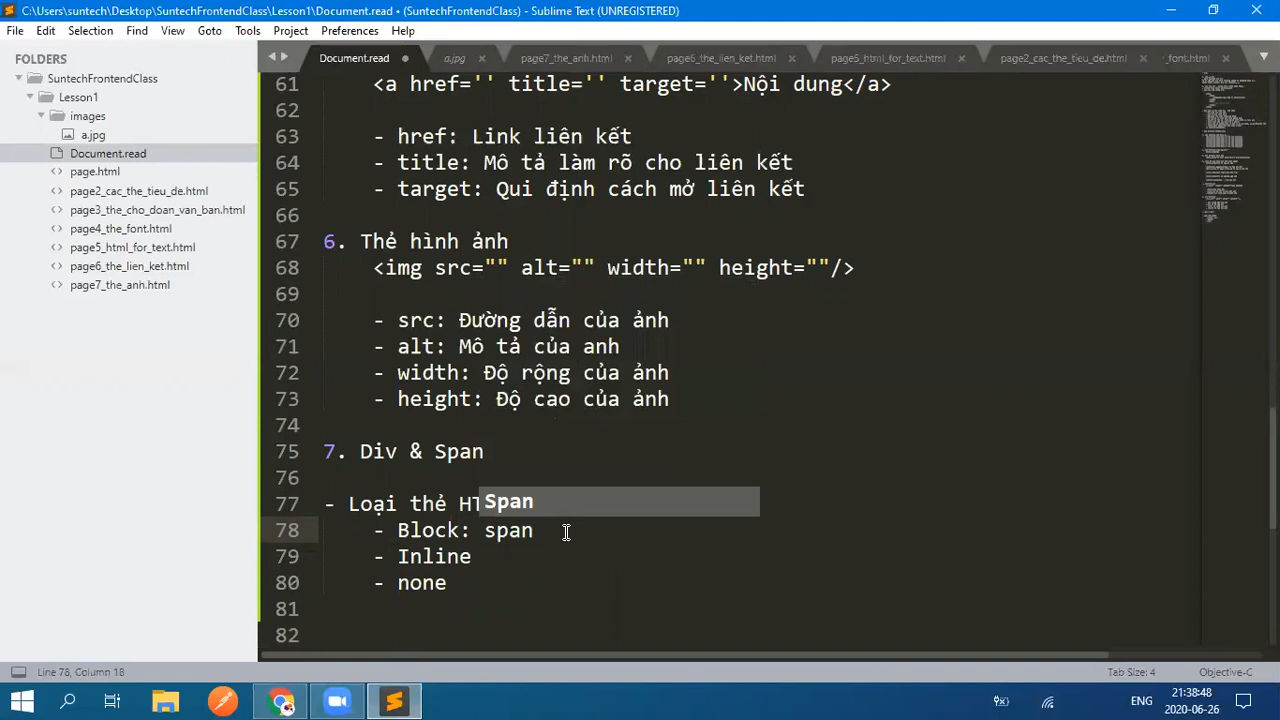 C:\Users\suntech\Desktop\SuntechFrontendClass\Lesson1\Document.read • (SuntechFrontendClass) - Sublime Text (UNREGISTERED)
File Edit Selection Find View Goto Tools Project Preferences Help
FOLDERS
SuntechFrontendClass
Lesson1
images
a.jpg
Document.read
page.html
page2_cac_the_tieu_de.html
page3_the_cho_doan_van_ban.html
page4_the_font.html
page5_html_for_text.html
page6_the_lien_ket.html
page7_the_anh.html
Document.read a.jpg page7_the_anh.html page6_the_lien_ket.html page5_html_for_text.html page2_cac_the_tieu_de.html _font.html
61 <a href='' title='' target=''>Nội dung</a>
62
63 - href: Link liên kết
64 - title: Mô tả làm rõ cho liên kết
65 - target: Qui định cách mở liên kết
66
67 6. Thẻ hình ảnh
68 <img src="" alt="" width="" height=""/>
69
70 - src: Đường dẫn của ảnh
71 - alt: Mô tả của anh
72 - width: Độ rộng của ảnh
73 - height: Độ cao của ảnh
74
75 7. Div & Span
76
77 - Loại thẻ HT
Span
78 - Block: span
79 - Inline
80 - none
81
82
Line 78, Column 18 Tab Size: 4 Objective-C
ENG 21:38:48
2020-06-26